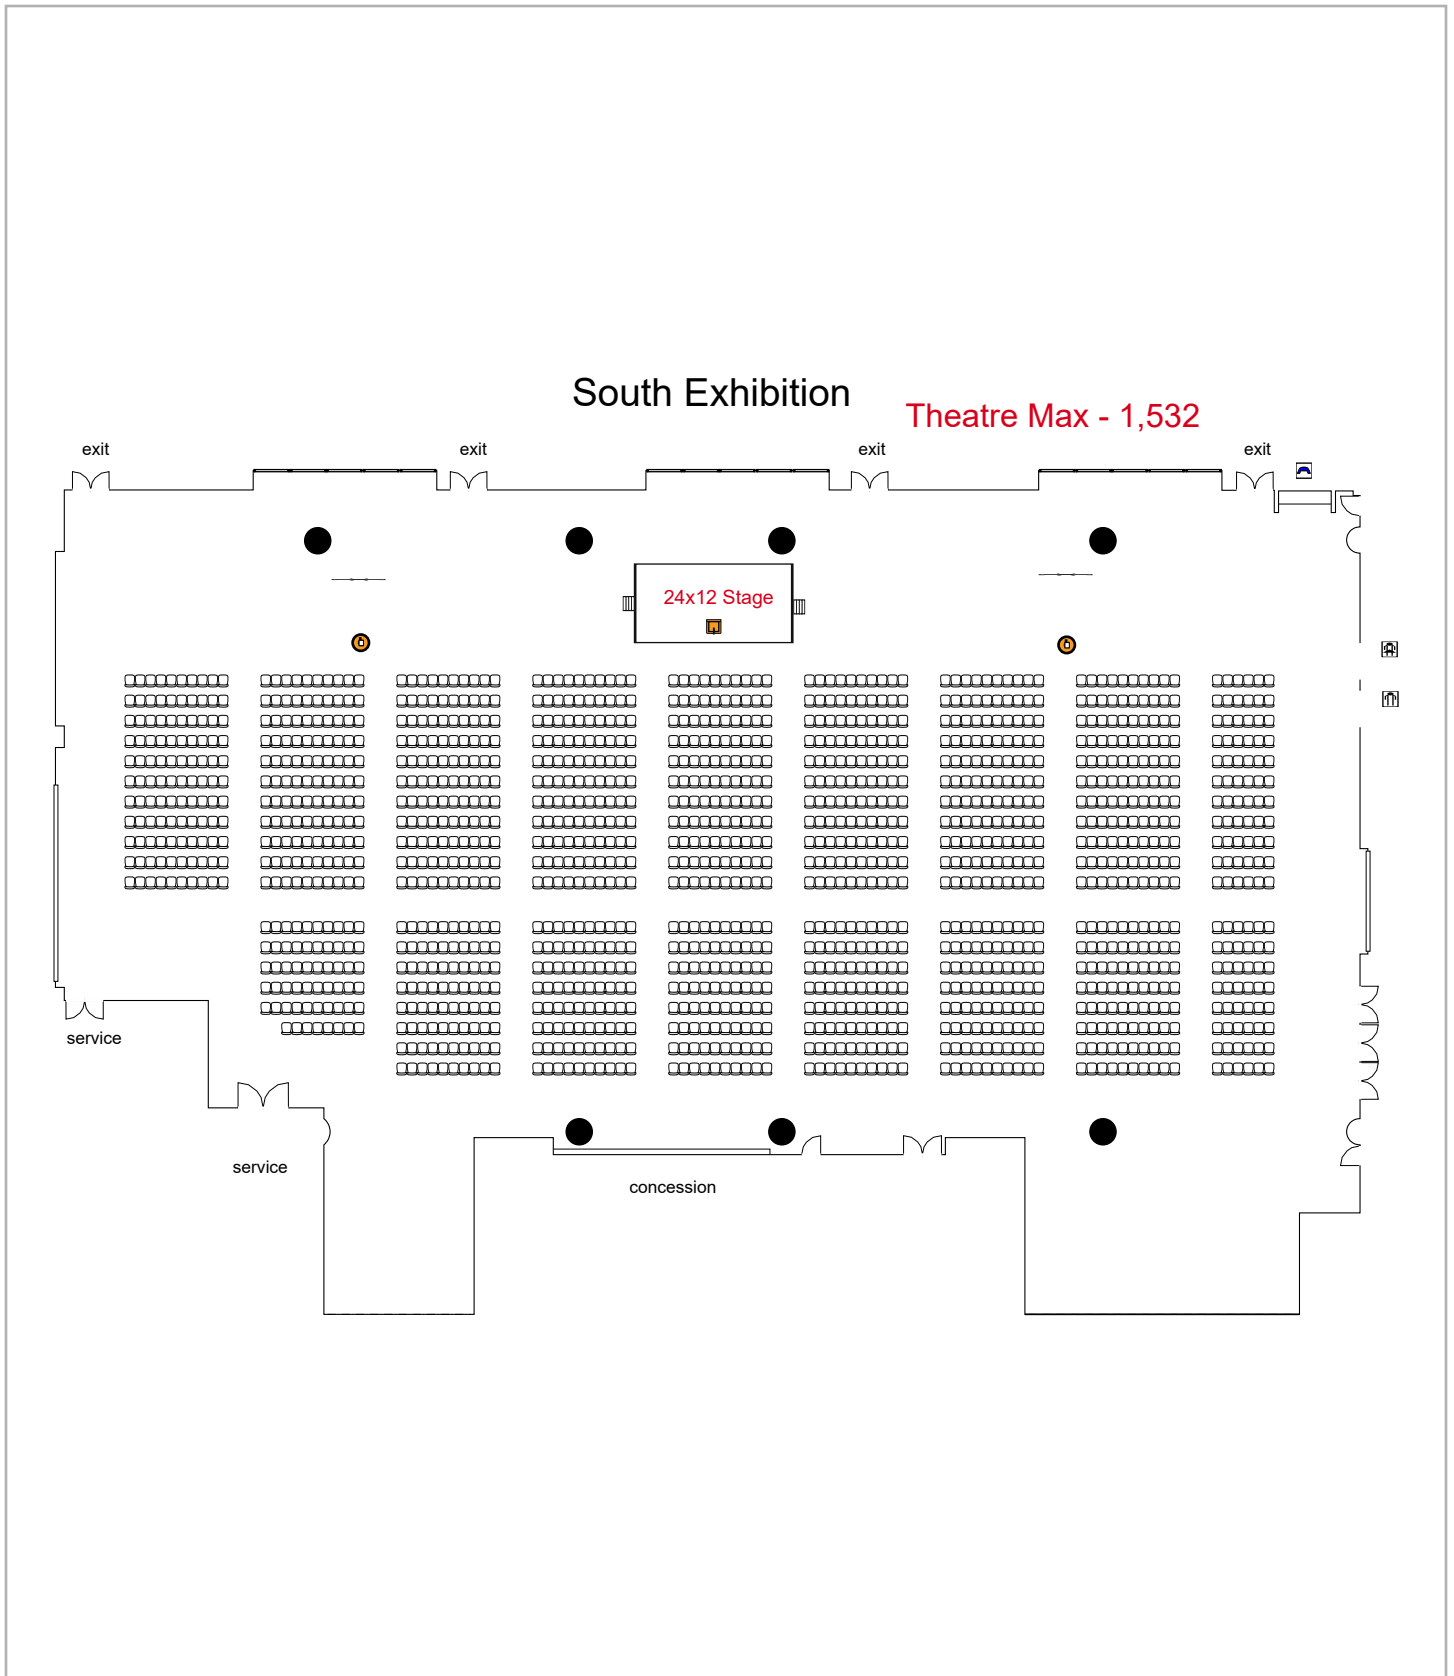 South Exhibition
Theatre Max - 1,532
exit
exit
exit
exit
24x12 Stage
service
service
concession